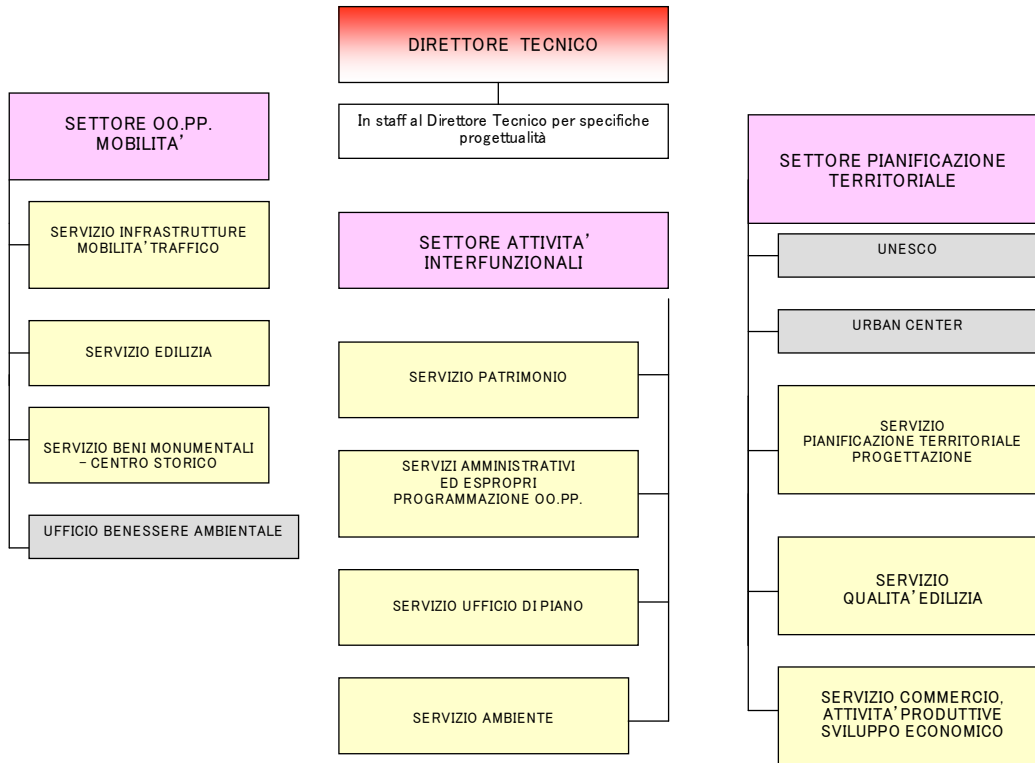 DIRETTORE TECNICO
In staff al Direttore Tecnico per specifiche
progettualità
SETTORE OO.PP.
MOBILITA'
SERVIZIO INFRASTRUTTURE
MOBILITA' TRAFFICO
SERVIZIO EDILIZIA
SERVIZIO BENI MONUMENTALI
- CENTRO STORICO
UFFICIO BENESSERE AMBIENTALE
SETTORE ATTIVITA'
INTERFUNZIONALI
SERVIZIO PATRIMONIO
SERVIZI AMMINISTRATIVI
ED ESPROPRI
PROGRAMMAZIONE OO.PP.
SERVIZIO UFFICIO DI PIANO
SERVIZIO AMBIENTE
SETTORE PIANIFICAZIONE
TERRITORIALE
UNESCO
URBAN CENTER
SERVIZIO
PIANIFICAZIONE TERRITORIALE
PROGETTAZIONE
SERVIZIO
QUALITA' EDILIZIA
SERVIZIO COMMERCIO,
ATTIVITA' PRODUTTIVE
SVILUPPO ECONOMICO